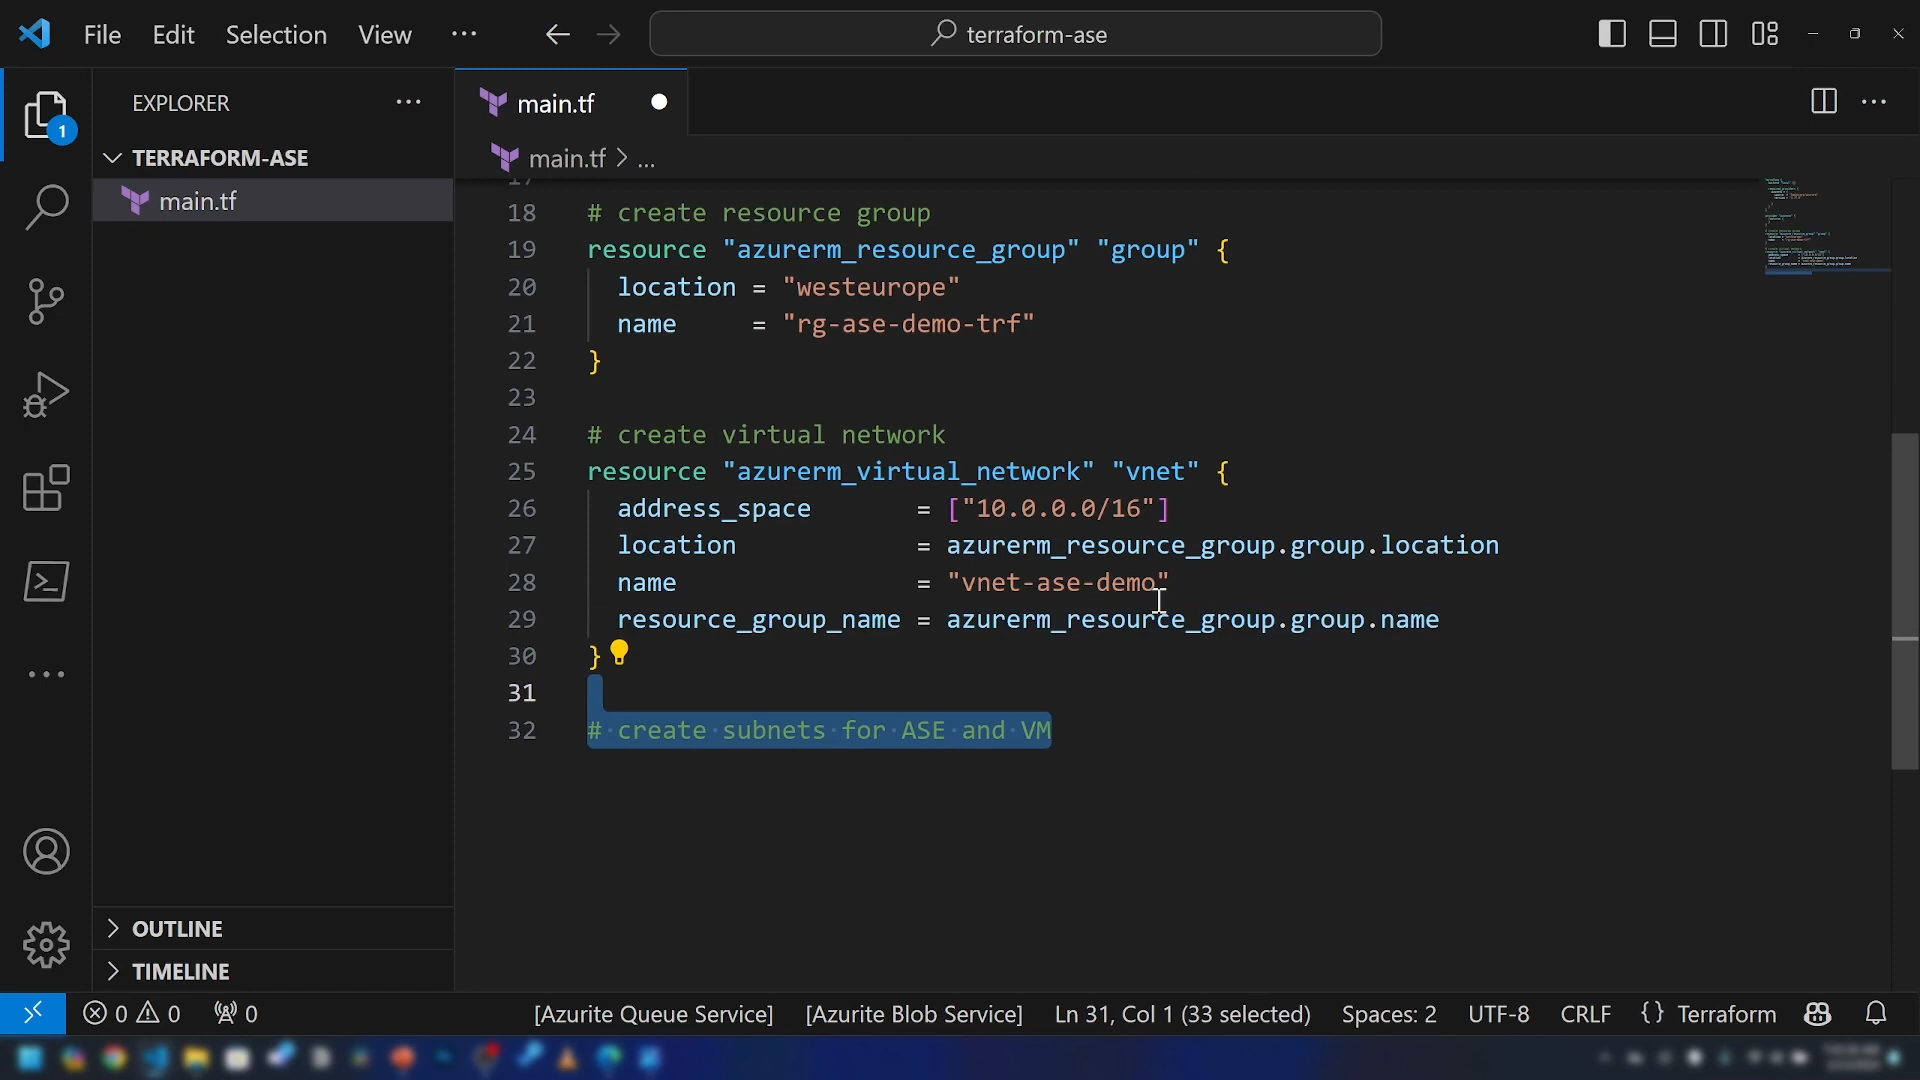 File Edit Selection View ··· terraform-ase
EXPLORER ···
1
TERRAFORM-ASE
main.tf
main.tf
main.tf > ...
17
18 # create resource group
19 resource "azurerm_resource_group" "group" {
20 location = "westeurope"
21 name = "rg-ase-demo-trf"
22 }
23
24 # create virtual network
25 resource "azurerm_virtual_network" "vnet" {
26 address_space = ["10.0.0.0/16"]
27 location = azurerm_resource_group.group.location
28 name = "vnet-ase-demo"
29 resource_group_name = azurerm_resource_group.group.name
30 }
31
32 # create subnets for ASE and VM
OUTLINE
TIMELINE
0 0 0 [Azurite Queue Service] [Azurite Blob Service] Ln 31, Col 1 (33 selected) Spaces: 2 UTF-8 CRLF {} Terraform